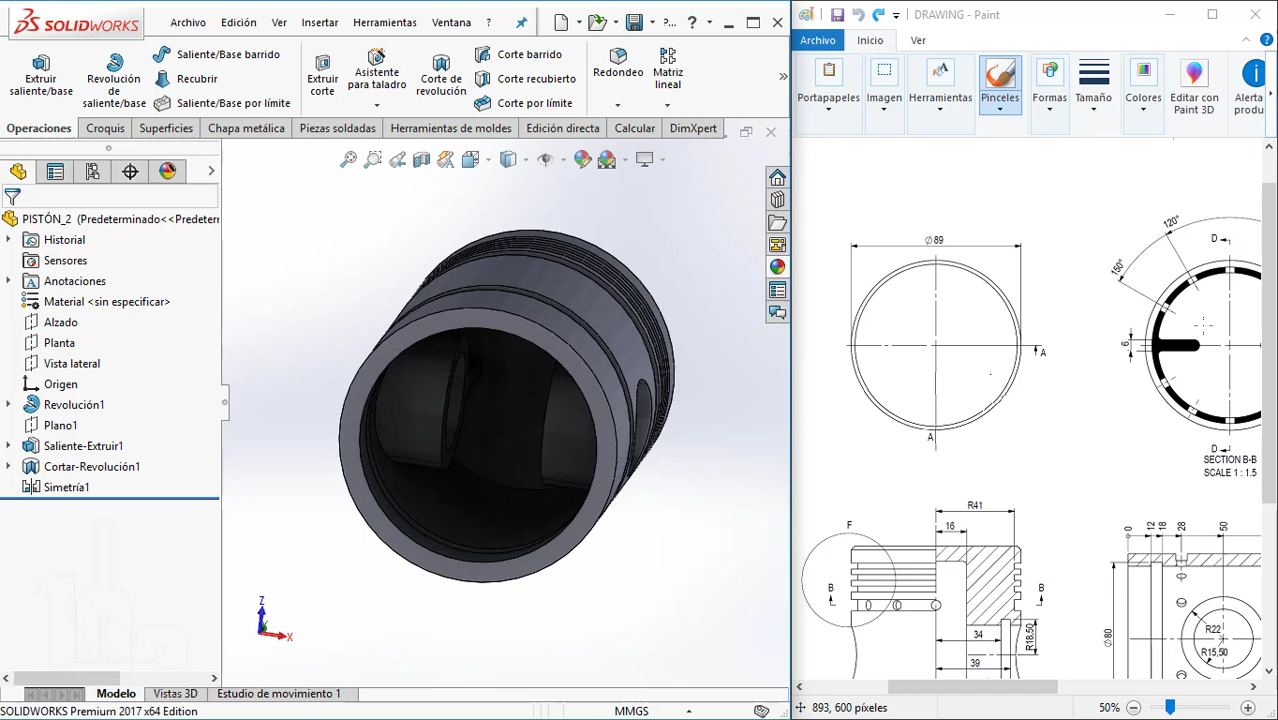 SOLIDWORKS
Archivo Edición Ver Insertar Herramientas Ventana ? P... ?
Extruir saliente/base
Revolución de saliente/base
Saliente/Base barrido
Recubrir
Saliente/Base por límite
Extruir corte
Asistente para taladro
Corte de revolución
Corte barrido
Corte recubierto
Corte por límite
Redondeo
Matriz lineal
Operaciones Croquis Superficies Chapa metálica Piezas soldadas Herramientas de moldes Edición directa Calcular DimXpert
PISTÓN_2 (Predeterminado<<Predeter
Historial
Sensores
Anotaciones
Material <sin especificar>
Alzado
Planta
Vista lateral
Origen
Revolución1
Plano1
Saliente-Extruir1
Cortar-Revolución1
Simetría1
Z
X
Modelo Vistas 3D Estudio de movimiento 1
SOLIDWORKS Premium 2017 x64 Edition
MMGS
DRAWING - Paint
Archivo Inicio Ver
Portapapeles
Imagen
Herramientas
Pinceles
Formas
Tamaño
Colores
Editar con Paint 3D
Alerta
produ
∅89
A
A
120°
150°
D
6
D
SECTION B-B
SCALE 1 : 1.5
R41
16
F
B
B
34
39
R18,50
0 12 18 28 50
∅80
R22
R15,50
893, 600 píxeles
50%